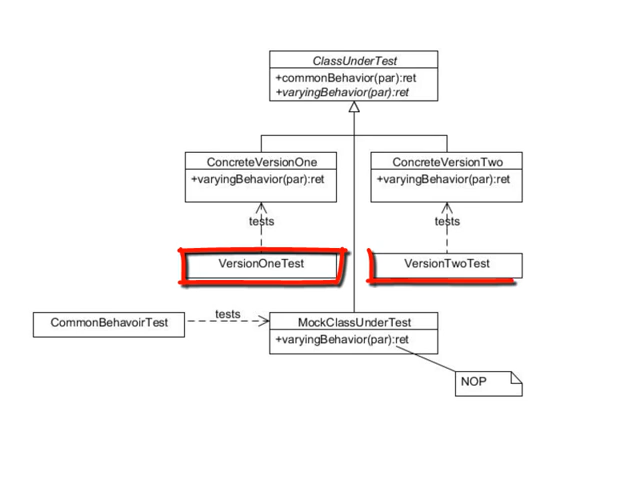 ClassUnderTest
+commonBehavior(par):ret
+varyingBehavior(par):ret
ConcreteVersionOne
+varyingBehavior(par):ret
ConcreteVersionTwo
+varyingBehavior(par):ret
tests
tests
VersionOneTest
VersionTwoTest
CommonBehavoirTest
tests
MockClassUnderTest
+varyingBehavior(par):ret
NOP